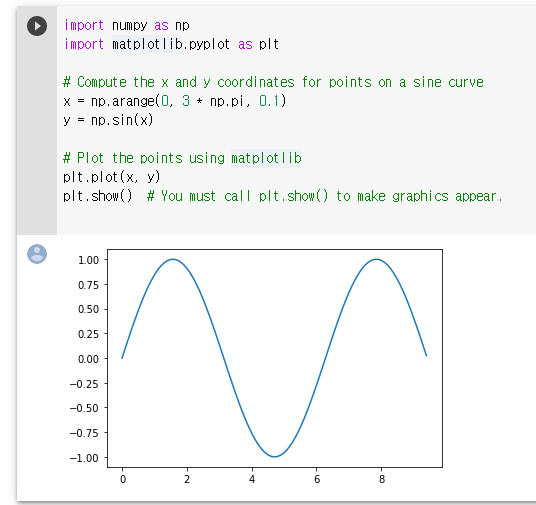 import numpy as np
import matplotlib.pyplot as plt
# Compute the x and y coordinates for points on a sine curve
x = np.arange(0, 3 * np.pi, 0.1)
y = np.sin(x)
# Plot the points using matplotlib
plt.plot(x, y)
plt.show()  # You must call plt.show() to make graphics appear.
1.00
0.75
0.50
0.25
0.00
−0.25
−0.50
−0.75
−1.00
0 2 4 6 8